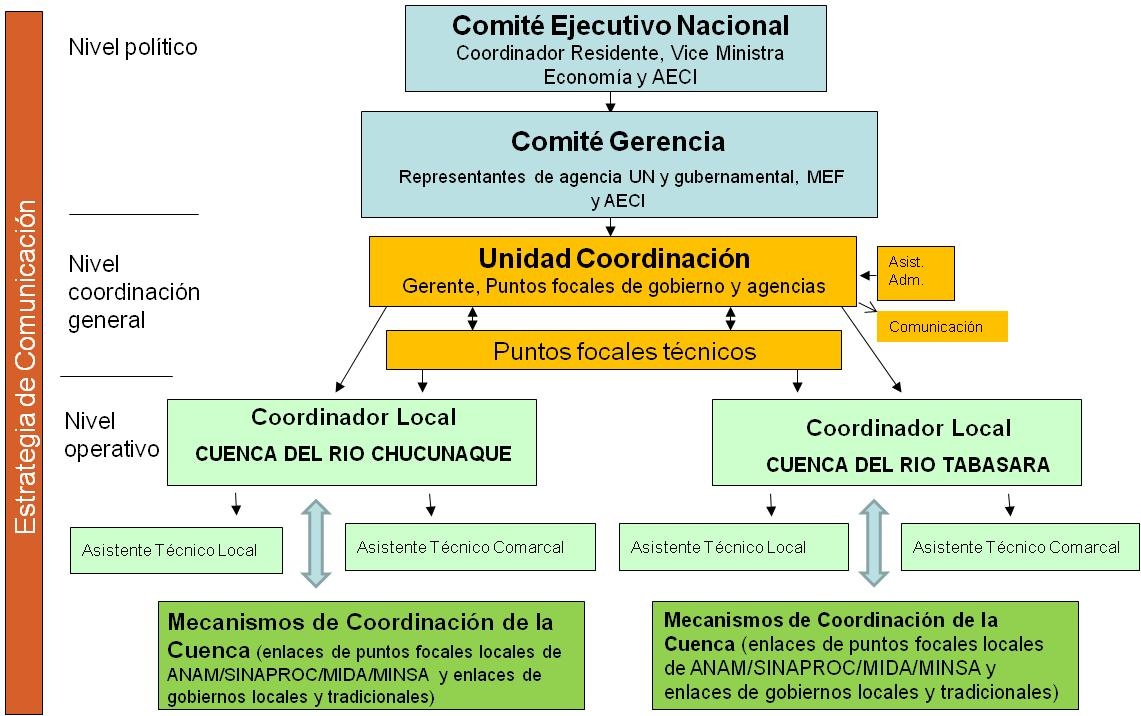 Estrategia de Comunicación
Nivel político
Comité Ejecutivo Nacional
Coordinador Residente, Vice Ministra
Economía y AECI
Comité Gerencia
Representantes de agencia UN y gubernamental, MEF
y AECI
Nivel
coordinación
general
Unidad Coordinación
Gerente, Puntos focales de gobierno y agencias
Asist.
Adm.
Comunicación
Puntos focales técnicos
Nivel
operativo
Coordinador Local
CUENCA DEL RIO CHUCUNAQUE
Coordinador Local
CUENCA DEL RIO TABASARA
Asistente Técnico Local
Asistente Técnico Comarcal
Asistente Técnico Local
Asistente Técnico Comarcal
Mecanismos de Coordinación de la
Cuenca (enlaces de puntos focales locales de
ANAM/SINAPROC/MIDA/MINSA y enlaces de
gobiernos locales y tradicionales)
Mecanismos de Coordinación de la
Cuenca (enlaces de puntos focales locales
de ANAM/SINAPROC/MIDA/MINSA y
enlaces de gobiernos locales y tradicionales)